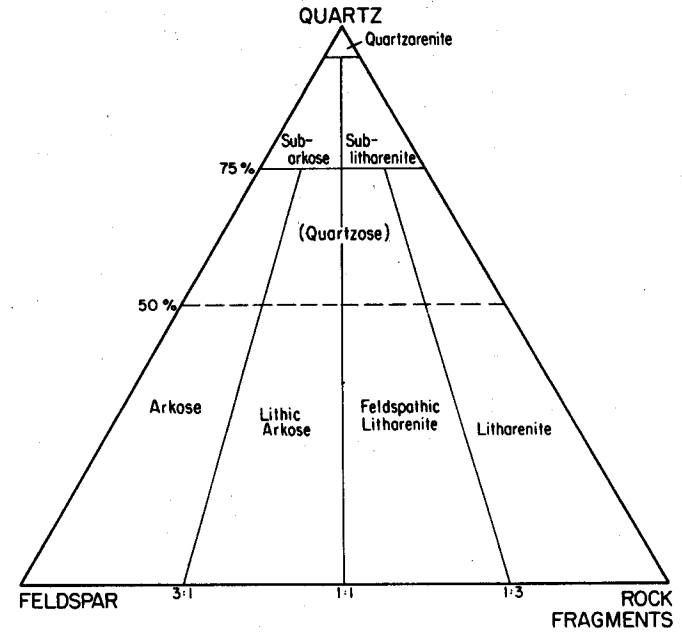 QUARTZ
Quartzarenite
Sub-
arkose
Sub-
litharenite
75%
(Quartzose)
50%
Arkose
Lithic
Arkose
Feldspathic
Litharenite
Litharenite
3:1
1:1
1:3
FELDSPAR
ROCK
FRAGMENTS